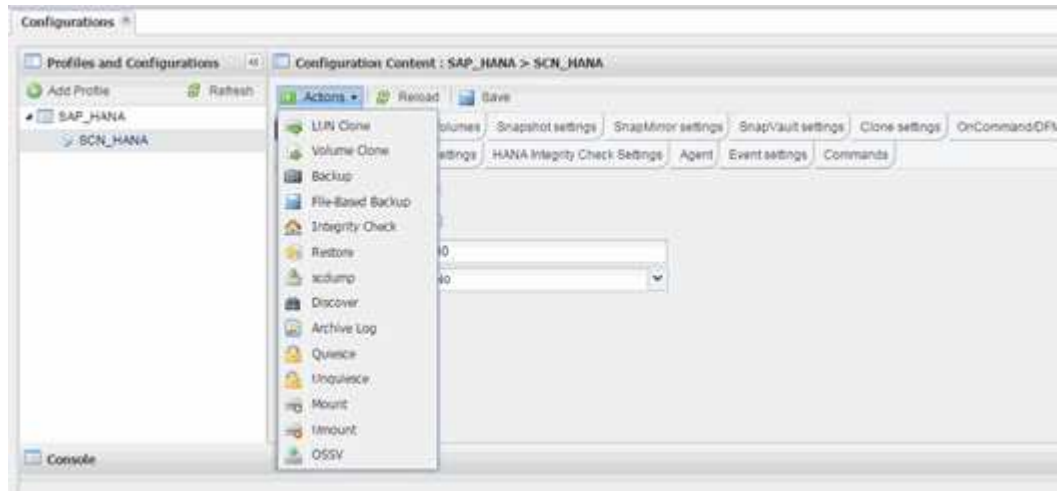 Configurations
Profiles and Configurations
Configuration Content : SAP_HANA > SCN_HANA
Add Profile Refresh
Actions Reload Save
SAP_HANA
SCN_HANA
LUN Clone
Volume Clone
Backup
File-Based Backup
Integrity Check
Restore
scdump
Discover
Archive Log
Quiesce
Unquiesce
Mount
Umount
OSSV
olumes Snapshot settings SnapMirror settings SnapVault settings Clone settings OnCommand/DFM
ettings HANA Integrity Check Settings Agent Event settings Commands
Console